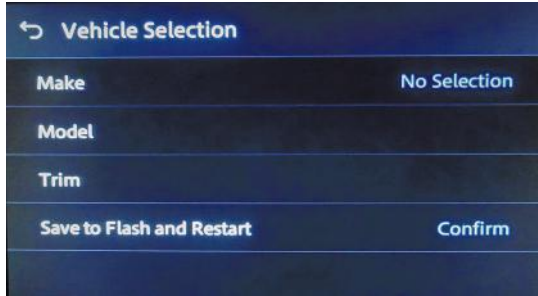 Vehicle Selection
Make No Selection
Model
Trim
Save to Flash and Restart Confirm